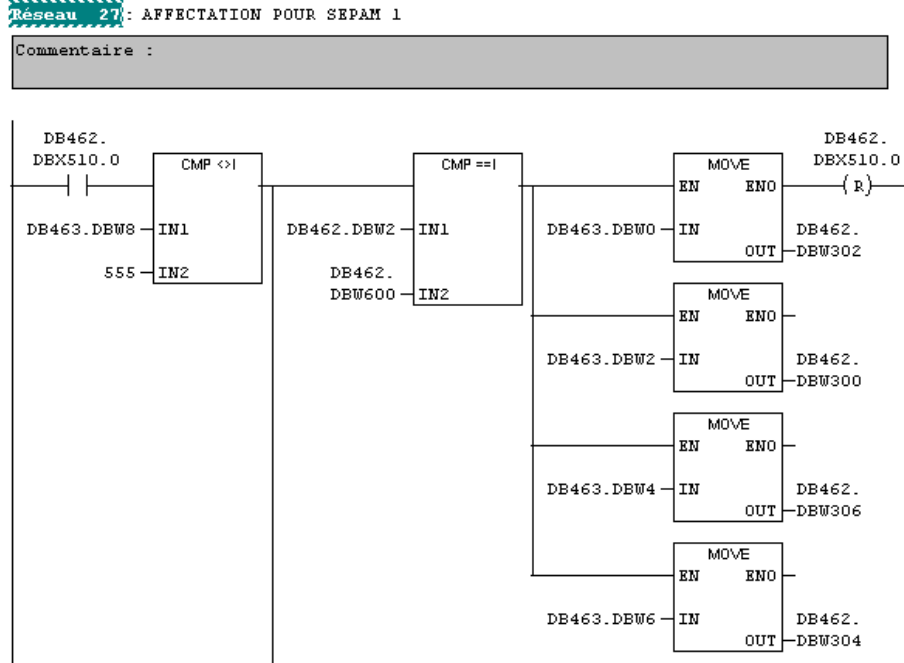 Réseau 27 : AFFECTATION POUR SEPAM 1
Commentaire :
DB462. DB462.
DBX510.0 CMP <>I CMP ==I MOVE DBX510.0
EN ENO (R)
DB463.DBW8 IN1 DB462.DBW2 IN1 DB463.DBW0 IN DB462.
OUT DBW302
555 IN2 DB462.
DBW600 IN2
MOVE
EN ENO
DB463.DBW2 IN DB462.
OUT DBW300
MOVE
EN ENO
DB463.DBW4 IN DB462.
OUT DBW306
MOVE
EN ENO
DB463.DBW6 IN DB462.
OUT DBW304